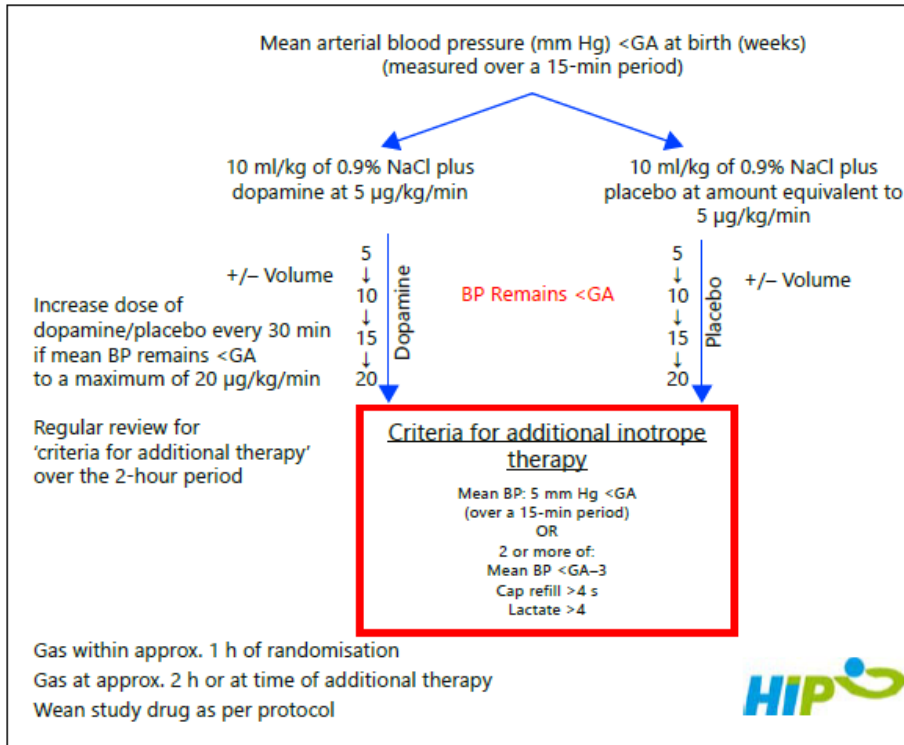 Mean arterial blood pressure (mm Hg) <GA at birth (weeks)
(measured over a 15-min period)
10 ml/kg of 0.9% NaCl plus
dopamine at 5 µg/kg/min
10 ml/kg of 0.9% NaCl plus
placebo at amount equivalent to
5 µg/kg/min
+/– Volume
5
↓
10
↓
15
↓
20
Dopamine
BP Remains <GA
5
↓
10
↓
15
↓
20
Placebo
+/– Volume
Increase dose of
dopamine/placebo every 30 min
if mean BP remains <GA
to a maximum of 20 µg/kg/min
Regular review for
‘criteria for additional therapy’
over the 2-hour period
Criteria for additional inotrope
therapy
Mean BP: 5 mm Hg <GA
(over a 15-min period)
OR
2 or more of:
Mean BP <GA–3
Cap refill >4 s
Lactate >4
Gas within approx. 1 h of randomisation
Gas at approx. 2 h or at time of additional therapy
Wean study drug as per protocol
HIP